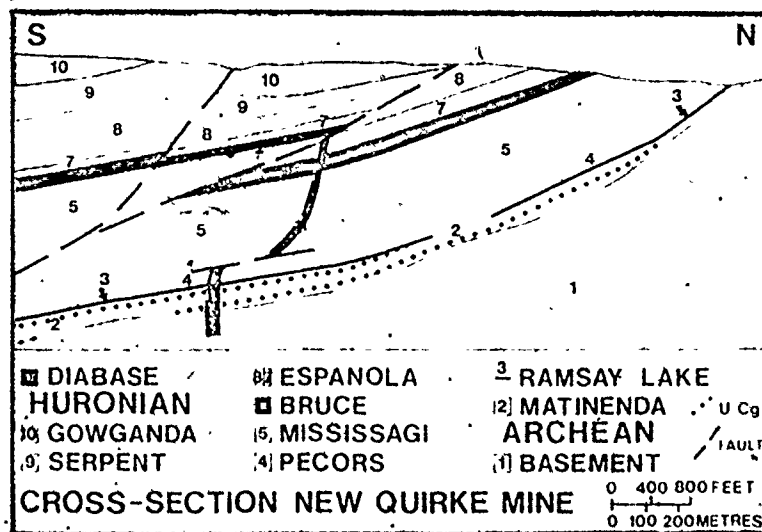 S N
10 10 8 3
9 9 7
8 8 7
7 5
5 4
5 2
3 4 1
2
DIABASE ESPANOLA 3 RAMSAY LAKE
HURONIAN BRUCE [2] MATINENDA U Cg
GOWGANDA [5] MISSISSAGI ARCHEAN FAULT
[9] SERPENT [4] PECORS [1] BASEMENT
CROSS-SECTION NEW QUIRKE MINE 0 400 800 FEET
0 100 200 METRES